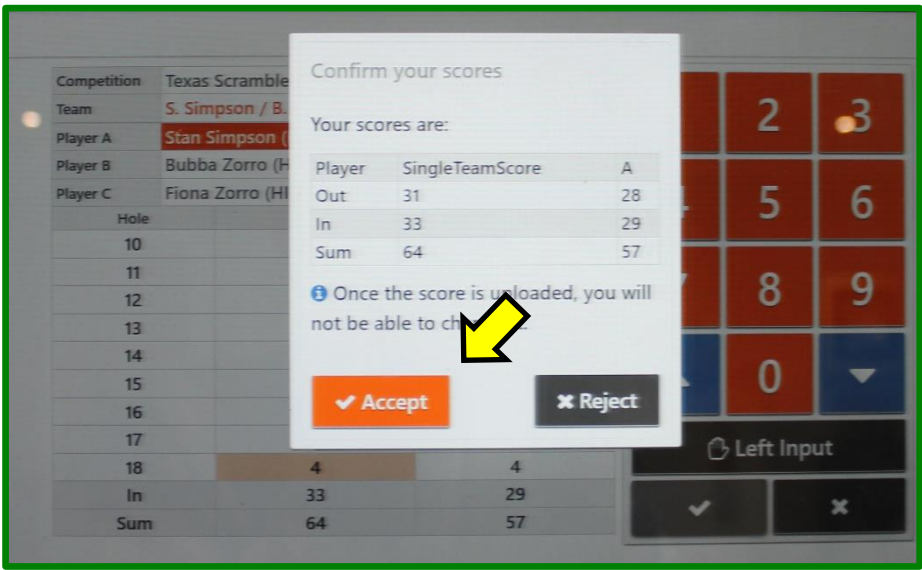 Confirm your scores
Your scores are:
Player SingleTeamScore A
Out 31 28
In 33 29
Sum 64 57
Once the score is uploaded, you will
not be able to
Accept Reject
Competition Texas Scramble
Team S. Simpson / B.
Player A Stan Simpson (
Player B Bubba Zorro (H
Player C Fiona Zorro (HI
Hole
10
11
12
13
14
15
16
17
18 4 4
In 33 29
Sum 64 57
2 3
5 6
8 9
0
Left Input